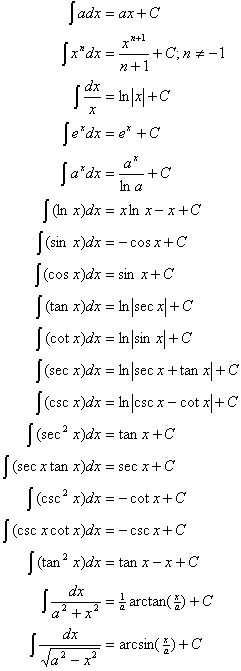 ∫adx = ax + C
∫xⁿdx = xⁿ⁺¹/(n+1) + C; n ≠ −1
∫dx/x = ln|x| + C
∫eˣdx = eˣ + C
∫aˣdx = aˣ/ln a + C
∫(ln x)dx = x ln x − x + C
∫(sin x)dx = −cos x + C
∫(cos x)dx = sin x + C
∫(tan x)dx = ln|sec x| + C
∫(cot x)dx = ln|sin x| + C
∫(sec x)dx = ln|sec x + tan x| + C
∫(csc x)dx = ln|csc x − cot x| + C
∫(sec² x)dx = tan x + C
∫(sec x tan x)dx = sec x + C
∫(csc² x)dx = −cot x + C
∫(csc x cot x)dx = −csc x + C
∫(tan² x)dx = tan x − x + C
∫dx/(a² + x²) = 1/a arctan(x/a) + C
∫dx/√(a² − x²) = arcsin(x/a) + C